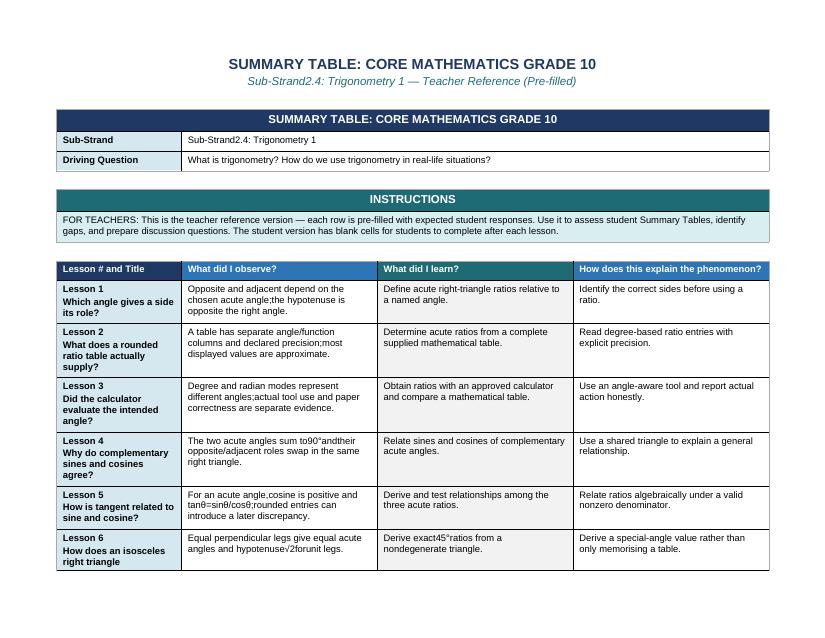 SUMMARY TABLE: CORE MATHEMATICS GRADE 10
Sub-Strand2.4: Trigonometry 1 — Teacher Reference (Pre-filled)
SUMMARY TABLE: CORE MATHEMATICS GRADE 10
Sub-Strand
Sub-Strand2.4: Trigonometry 1
Driving Question
What is trigonometry? How do we use trigonometry in real-life situations?
INSTRUCTIONS
FOR TEACHERS: This is the teacher reference version — each row is pre-filled with expected student responses. Use it to assess student Summary Tables, identify
gaps, and prepare discussion questions. The student version has blank cells for students to complete after each lesson.
Lesson # and Title
What did I observe?
What did I learn?
How does this explain the phenomenon?
Lesson 1
Which angle gives a side
its role?
Opposite and adjacent depend on the
chosen acute angle;the hypotenuse is
opposite the right angle.
Define acute right-triangle ratios relative to
a named angle.
Identify the correct sides before using a
ratio.
Lesson 2
What does a rounded
ratio table actually
supply?
A table has separate angle/function
columns and declared precision;most
displayed values are approximate.
Determine acute ratios from a complete
supplied mathematical table.
Read degree-based ratio entries with
explicit precision.
Lesson 3
Did the calculator
evaluate the intended
angle?
Degree and radian modes represent
different angles;actual tool use and paper
correctness are separate evidence.
Obtain ratios with an approved calculator
and compare a mathematical table.
Use an angle-aware tool and report actual
action honestly.
Lesson 4
Why do complementary
sines and cosines
agree?
The two acute angles sum to90°andtheir
opposite/adjacent roles swap in the same
right triangle.
Relate sines and cosines of complementary
acute angles.
Use a shared triangle to explain a general
relationship.
Lesson 5
How is tangent related to
sine and cosine?
For an acute angle,cosine is positive and
tanθ=sinθ/cosθ;rounded entries can
introduce a later discrepancy.
Derive and test relationships among the
three acute ratios.
Relate ratios algebraically under a valid
nonzero denominator.
Lesson 6
How does an isosceles
right triangle
Equal perpendicular legs give equal acute
angles and hypotenuse√2forunit legs.
Derive exact45°ratios from a
nondegenerate triangle.
Derive a special-angle value rather than
only memorising a table.